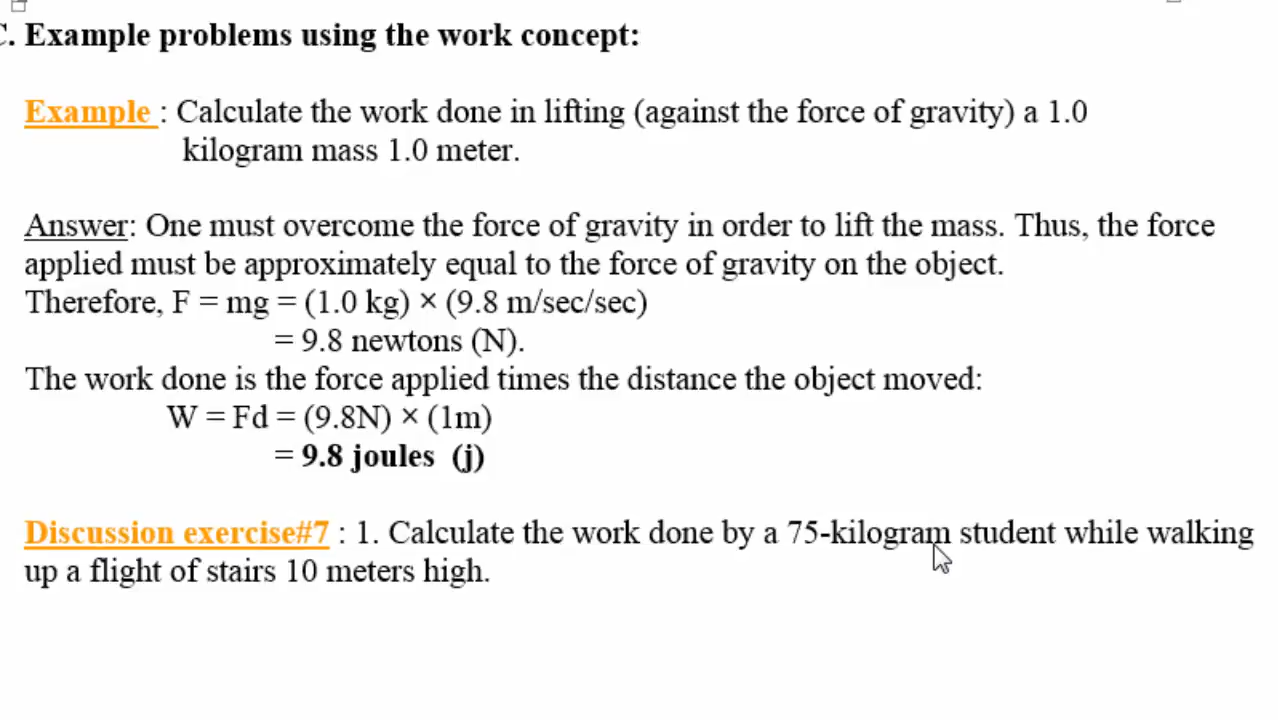 C. Example problems using the work concept:
Example : Calculate the work done in lifting (against the force of gravity) a 1.0
kilogram mass 1.0 meter.
Answer: One must overcome the force of gravity in order to lift the mass. Thus, the force
applied must be approximately equal to the force of gravity on the object.
Therefore, F = mg = (1.0 kg) × (9.8 m/sec/sec)
= 9.8 newtons (N).
The work done is the force applied times the distance the object moved:
W = Fd = (9.8N) × (1m)
= 9.8 joules (j)
Discussion exercise#7 : 1. Calculate the work done by a 75-kilogram student while walking
up a flight of stairs 10 meters high.